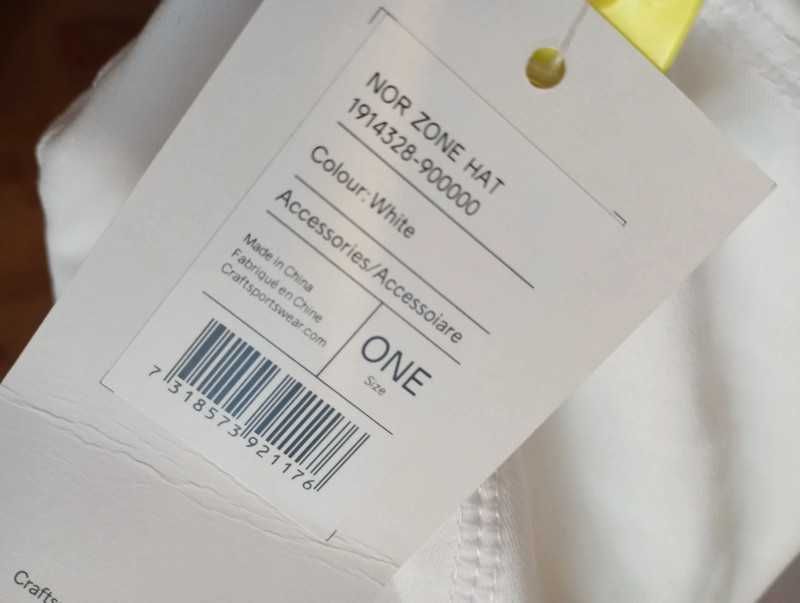 NOR ZONE HAT
1914328-900000
Colour: White
Accessories/Accessoiare
Made in China
Fabriqué en Chine
Craftsportswear.com
ONE
Size
7 318573 921176
Crafts